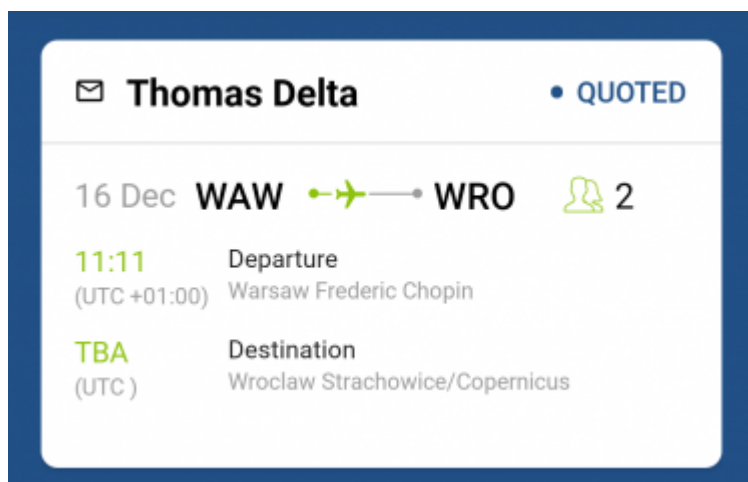 Thomas Delta • QUOTED
16 Dec WAW WRO 2
11:11 Departure
(UTC +01:00) Warsaw Frederic Chopin
TBA Destination
(UTC ) Wroclaw Strachowice/Copernicus